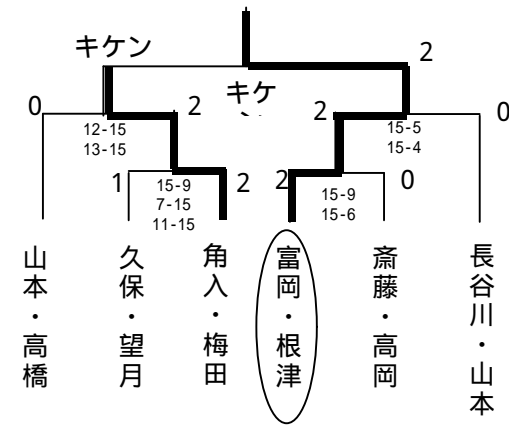 キケン
2
キケ
0
2
2
0
12-15
13-15
15-5
15-4
1
15-9
7-15
11-15
2
2
15-9
15-6
0
山本・高橋
久保・望月
角入・梅田
富岡・根津
斎藤・高岡
長谷川・山本